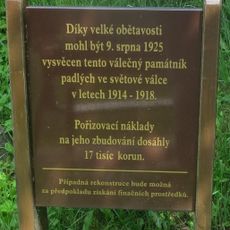 Díky velké obětavosti
mohl být 9. srpna 1925
vysvěcen tento válečný památník
padlých ve světové válce
v letech 1914 - 1918.
Pořizovací náklady
na jeho zbudování dosáhly
17 tisíc korun.
Případná rekonstruce bude možná
za předpokladu získání finančních prostředků.